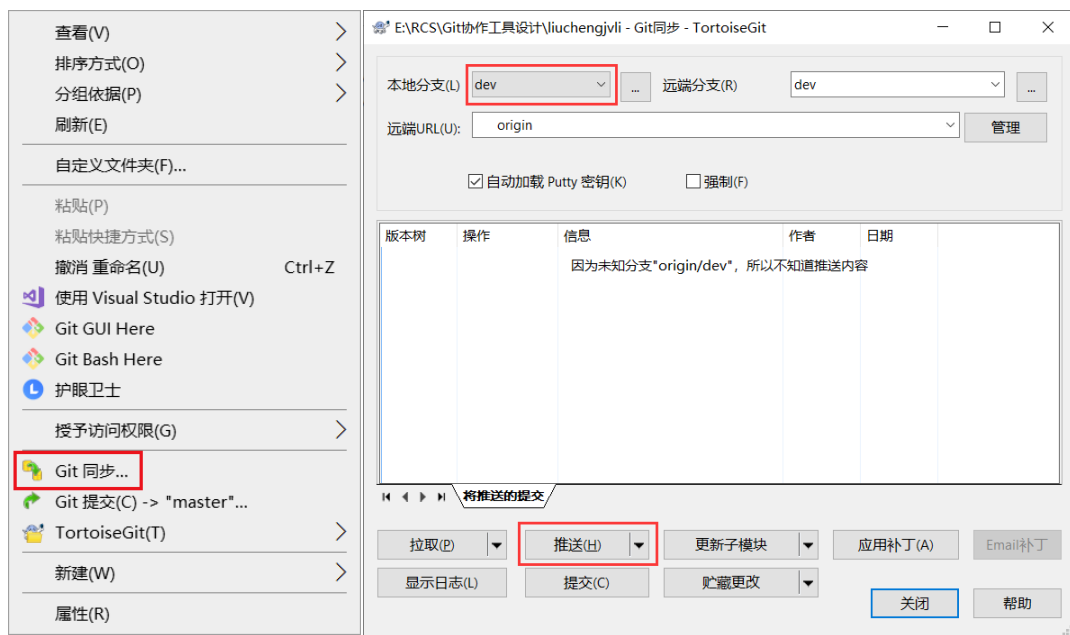 查看(V)
排序方式(O)
分组依据(P)
刷新(E)
自定义文件夹(F)...
粘贴(P)
粘贴快捷方式(S)
撤消 重命名(U) Ctrl+Z
使用 Visual Studio 打开(V)
Git GUI Here
Git Bash Here
护眼卫士
授予访问权限(G)
Git 同步...
Git 提交(C) -> "master"...
TortoiseGit(T)
新建(W)
属性(R)
E:\RCS\Git协作工具设计\liuchengjvli - Git同步 - TortoiseGit
本地分支(L) dev ... 远端分支(R) dev ...
远端URL(U): origin 管理
自动加载 Putty 密钥(K) 强制(F)
版本树 操作 信息 作者 日期
因为未知分支"origin/dev"，所以不知道推送内容
将推送的提交
拉取(P) 推送(H) 更新子模块 应用补丁(A) Email补丁
显示日志(L) 提交(C) 贮藏更改
关闭 帮助